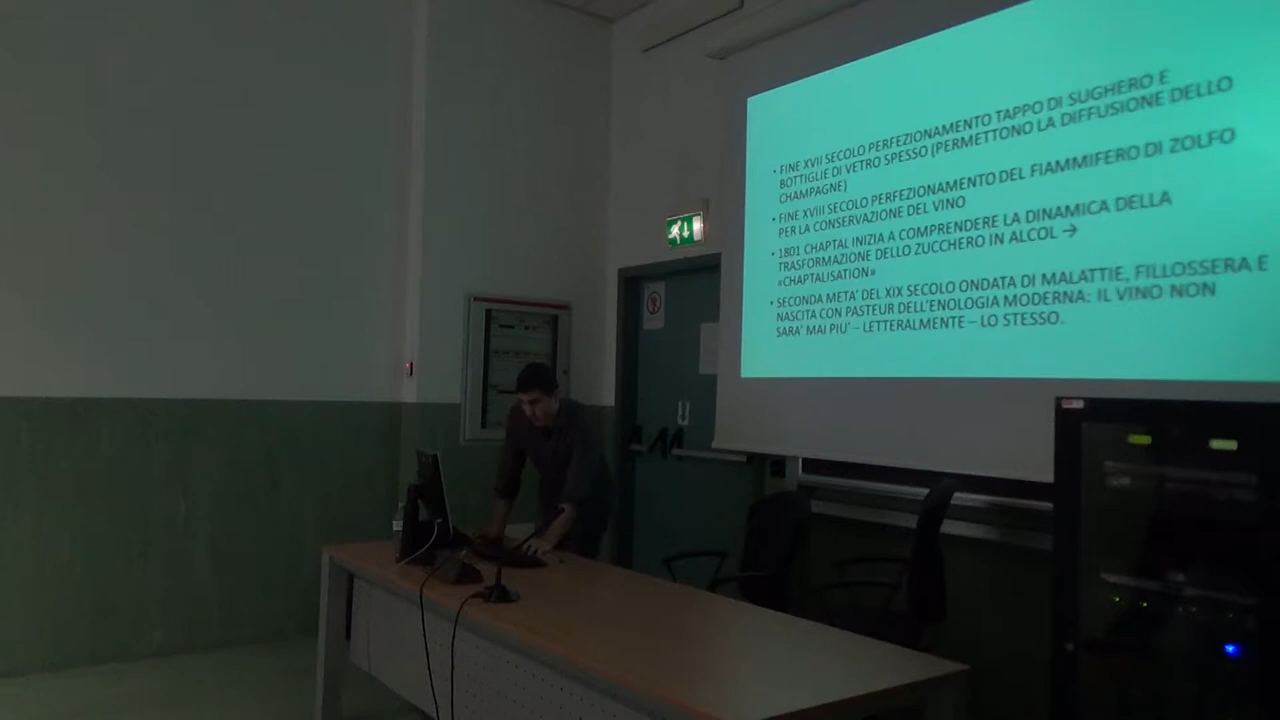 • FINE XVII SECOLO PERFEZIONAMENTO TAPPO DI SUGHERO E
BOTTIGLIE DI VETRO SPESSO (PERMETTONO LA DIFFUSIONE DELLO
CHAMPAGNE)
• FINE XVIII SECOLO PERFEZIONAMENTO DEL FIAMMIFERO DI ZOLFO
PER LA CONSERVAZIONE DEL VINO
• 1801 CHAPTAL INIZIA A COMPRENDERE LA DINAMICA DELLA
TRASFORMAZIONE DELLO ZUCCHERO IN ALCOL →
«CHAPTALISATION»
• SECONDA META' DEL XIX SECOLO ONDATA DI MALATTIE, FILLOSSERA E
NASCITA CON PASTEUR DELL'ENOLOGIA MODERNA: IL VINO NON
SARA' MAI PIU' – LETTERALMENTE – LO STESSO.